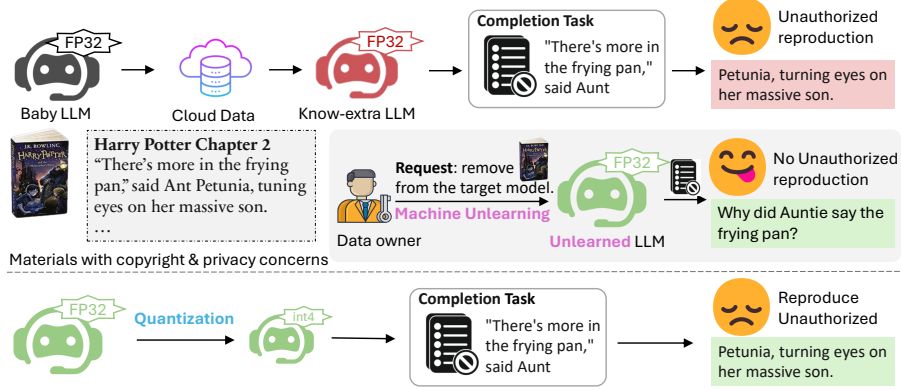 FP32
Baby LLM
Cloud Data
FP32
Know-extra LLM
Completion Task
"There's more in
the frying pan,"
said Aunt
Unauthorized
reproduction
Petunia, turning eyes on
her massive son.
J.K. ROWLING
HARRY POTTER
Harry Potter Chapter 2
“There’s more in the frying
pan,” said Ant Petunia, tuning
eyes on her massive son.
...
Materials with copyright & privacy concerns
Data owner
Request: remove
from the target model.
Machine Unlearning
FP32
Unlearned LLM
No Unauthorized
reproduction
Why did Auntie say the
frying pan?
FP32
Quantization
int4
Completion Task
"There's more in
the frying pan,"
said Aunt
Reproduce
Unauthorized
Petunia, turning eyes on
her massive son.